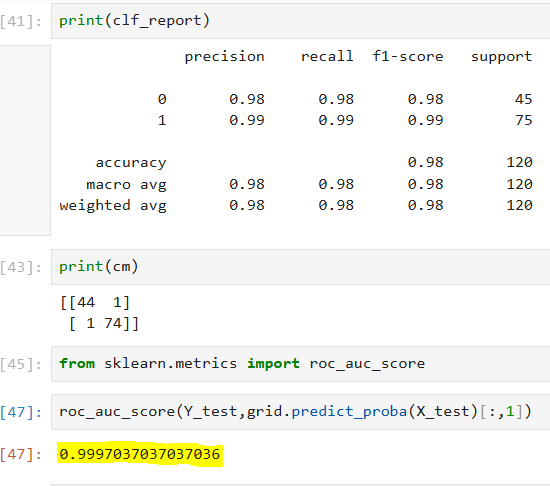 [41]: print(clf_report)
precision recall f1-score support
0 0.98 0.98 0.98 45
1 0.99 0.99 0.99 75
accuracy 0.98 120
macro avg 0.98 0.98 0.98 120
weighted avg 0.98 0.98 0.98 120
[43]: print(cm)
[[44 1]
[ 1 74]]
[45]: from sklearn.metrics import roc_auc_score
[47]: roc_auc_score(Y_test,grid.predict_proba(X_test)[:,1])
[47]: 0.9997037037037036